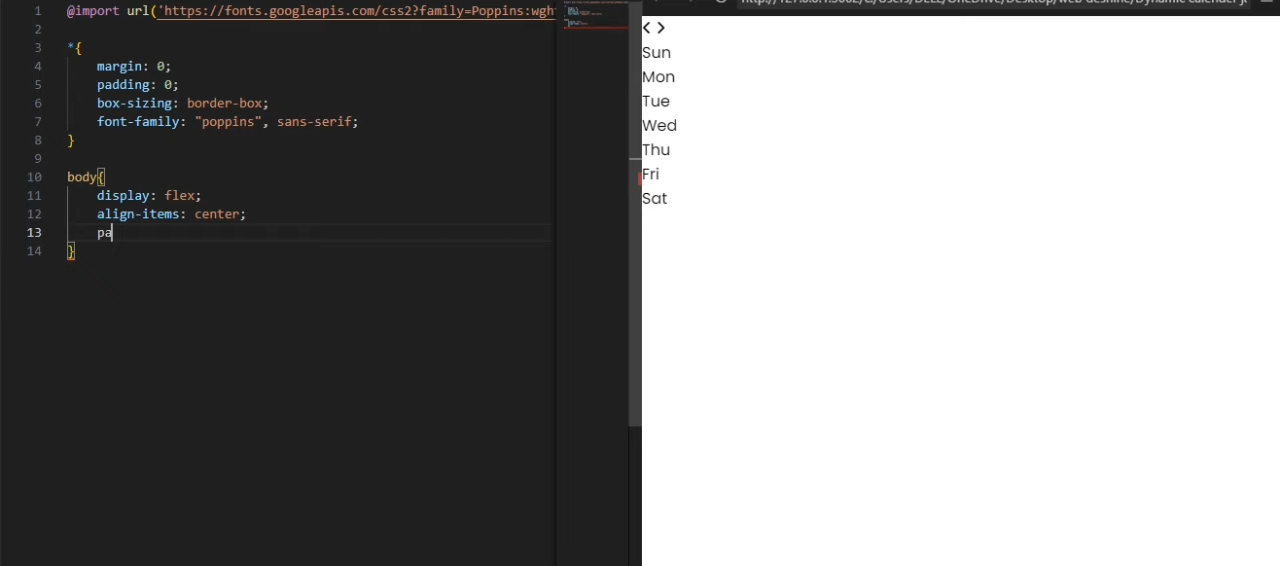 1 @import url('https://fonts.googleapis.com/css2?family=Poppins:wght
2
3 *{
4 margin: 0;
5 padding: 0;
6 box-sizing: border-box;
7 font-family: "poppins", sans-serif;
8 }
9
10 body{
11 display: flex;
12 align-items: center;
13 pa
14 }
< >
Sun
Mon
Tue
Wed
Thu
Fri
Sat